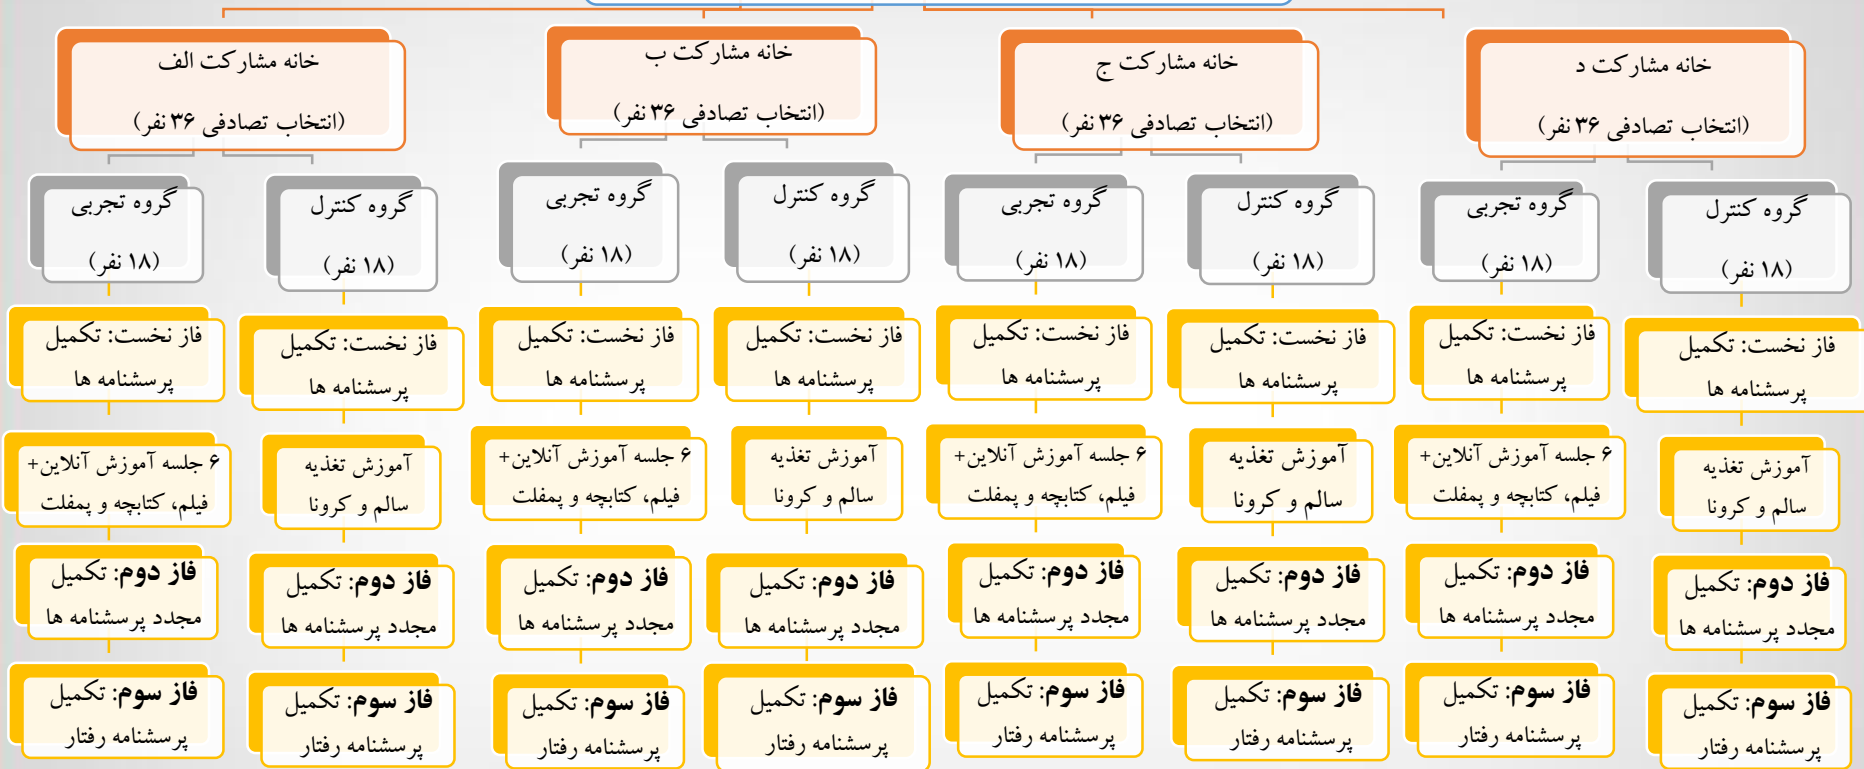 خانه مشارکت الف
(انتخاب تصادفی ۳۶ نفر)
خانه مشارکت ب
(انتخاب تصادفی ۳۶ نفر)
خانه مشارکت ج
(انتخاب تصادفی ۳۶ نفر)
خانه مشارکت د
(انتخاب تصادفی ۳۶ نفر)
گروه تجربی
(۱۸ نفر)
گروه کنترل
(۱۸ نفر)
گروه تجربی
(۱۸ نفر)
گروه کنترل
(۱۸ نفر)
گروه تجربی
(۱۸ نفر)
گروه کنترل
(۱۸ نفر)
گروه تجربی
(۱۸ نفر)
گروه کنترل
(۱۸ نفر)
فاز نخست: تکمیل
پرسشنامه ها
فاز نخست: تکمیل
پرسشنامه ها
فاز نخست: تکمیل
پرسشنامه ها
فاز نخست: تکمیل
پرسشنامه ها
فاز نخست: تکمیل
پرسشنامه ها
فاز نخست: تکمیل
پرسشنامه ها
فاز نخست: تکمیل
پرسشنامه ها
فاز نخست: تکمیل
پرسشنامه ها
۶ جلسه آموزش آنلاین+
فیلم، کتابچه و پمفلت
آموزش تغذیه
سالم و کرونا
۶ جلسه آموزش آنلاین+
فیلم، کتابچه و پمفلت
آموزش تغذیه
سالم و کرونا
۶ جلسه آموزش آنلاین+
فیلم، کتابچه و پمفلت
آموزش تغذیه
سالم و کرونا
۶ جلسه آموزش آنلاین+
فیلم، کتابچه و پمفلت
آموزش تغذیه
سالم و کرونا
فاز دوم: تکمیل
مجدد پرسشنامه ها
فاز دوم: تکمیل
مجدد پرسشنامه ها
فاز دوم: تکمیل
مجدد پرسشنامه ها
فاز دوم: تکمیل
مجدد پرسشنامه ها
فاز دوم: تکمیل
مجدد پرسشنامه ها
فاز دوم: تکمیل
مجدد پرسشنامه ها
فاز دوم: تکمیل
مجدد پرسشنامه ها
فاز دوم: تکمیل
مجدد پرسشنامه ها
فاز سوم: تکمیل
پرسشنامه رفتار
فاز سوم: تکمیل
پرسشنامه رفتار
فاز سوم: تکمیل
پرسشنامه رفتار
فاز سوم: تکمیل
پرسشنامه رفتار
فاز سوم: تکمیل
پرسشنامه رفتار
فاز سوم: تکمیل
پرسشنامه رفتار
فاز سوم: تکمیل
پرسشنامه رفتار
فاز سوم: تکمیل
پرسشنامه رفتار